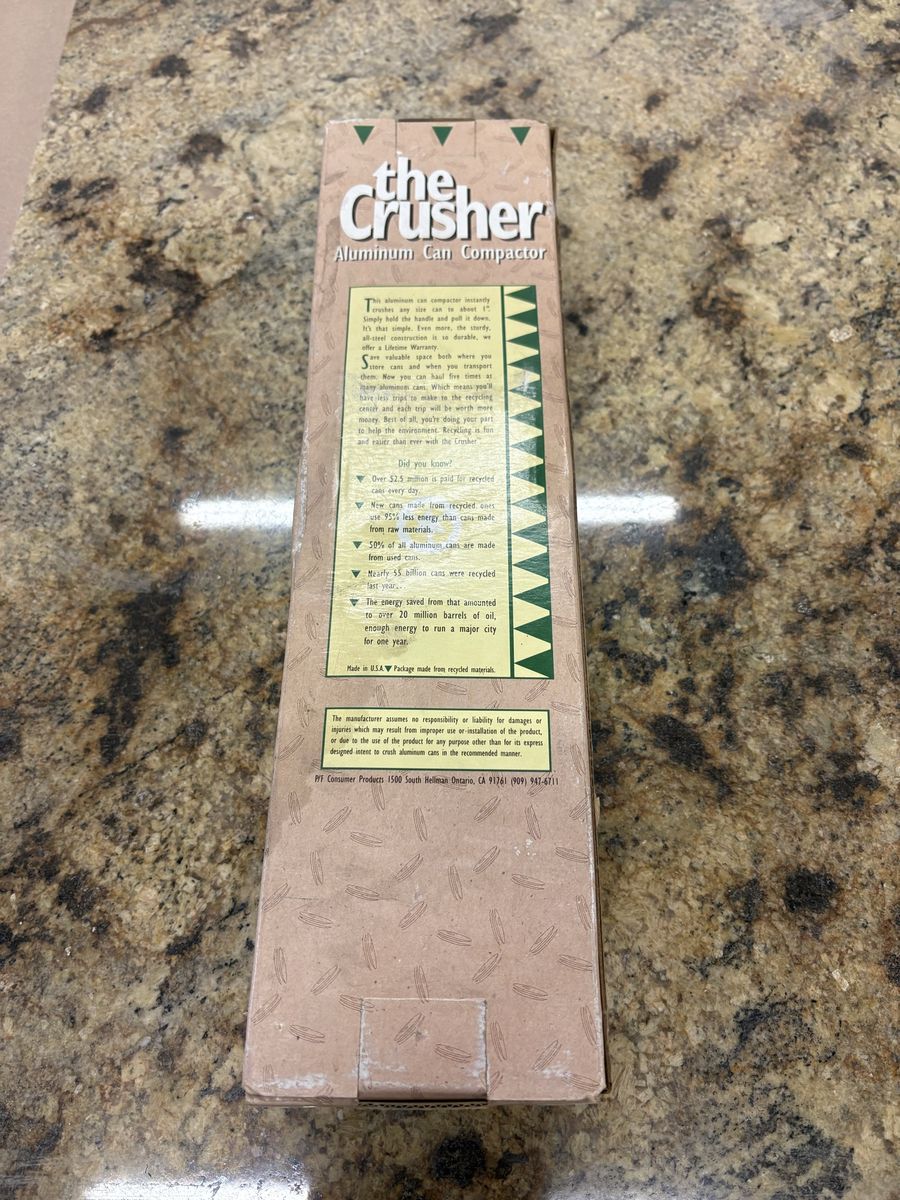 the
Crusher
Aluminum Can Compactor
This aluminum can compactor instantly
crushes any size can to about 1".
Simply hold the handle and pull it down.
It's that simple. Even more, the sturdy,
all-steel construction is so durable, we
offer a Lifetime Warranty.
Save valuable space both where you
store cans and when you transport
them. Now you can haul five times as
many aluminum cans. Which means you'll
have less trips to make to the recycling
center and each trip will be worth more
money. Best of all, you're doing your part
to help the environment. Recycling is fun
and easier than ever with the Crusher
Did you know?
▼ Over $2.5 million is paid for recycled
cans every day.
▼ New cans made from recycled ones
use 95% less energy than cans made
from raw materials.
▼ 50% of all aluminum cans are made
from used cans.
▼ Nearly 55 billion cans were recycled
last year...
▼ The energy saved from that amounted
to over 20 million barrels of oil,
enough energy to run a major city
for one year.
Made in U.S.A. ▼ Package made from recycled materials.
The manufacturer assumes no responsibility or liability for damages or
injuries which may result from improper use or installation of the product,
or due to the use of the product for any purpose other than for its express
designed intent to crush aluminum cans in the recommended manner.
P/F Consumer Products 1500 South Hellman Ontario, CA 91761 (909) 947-6711